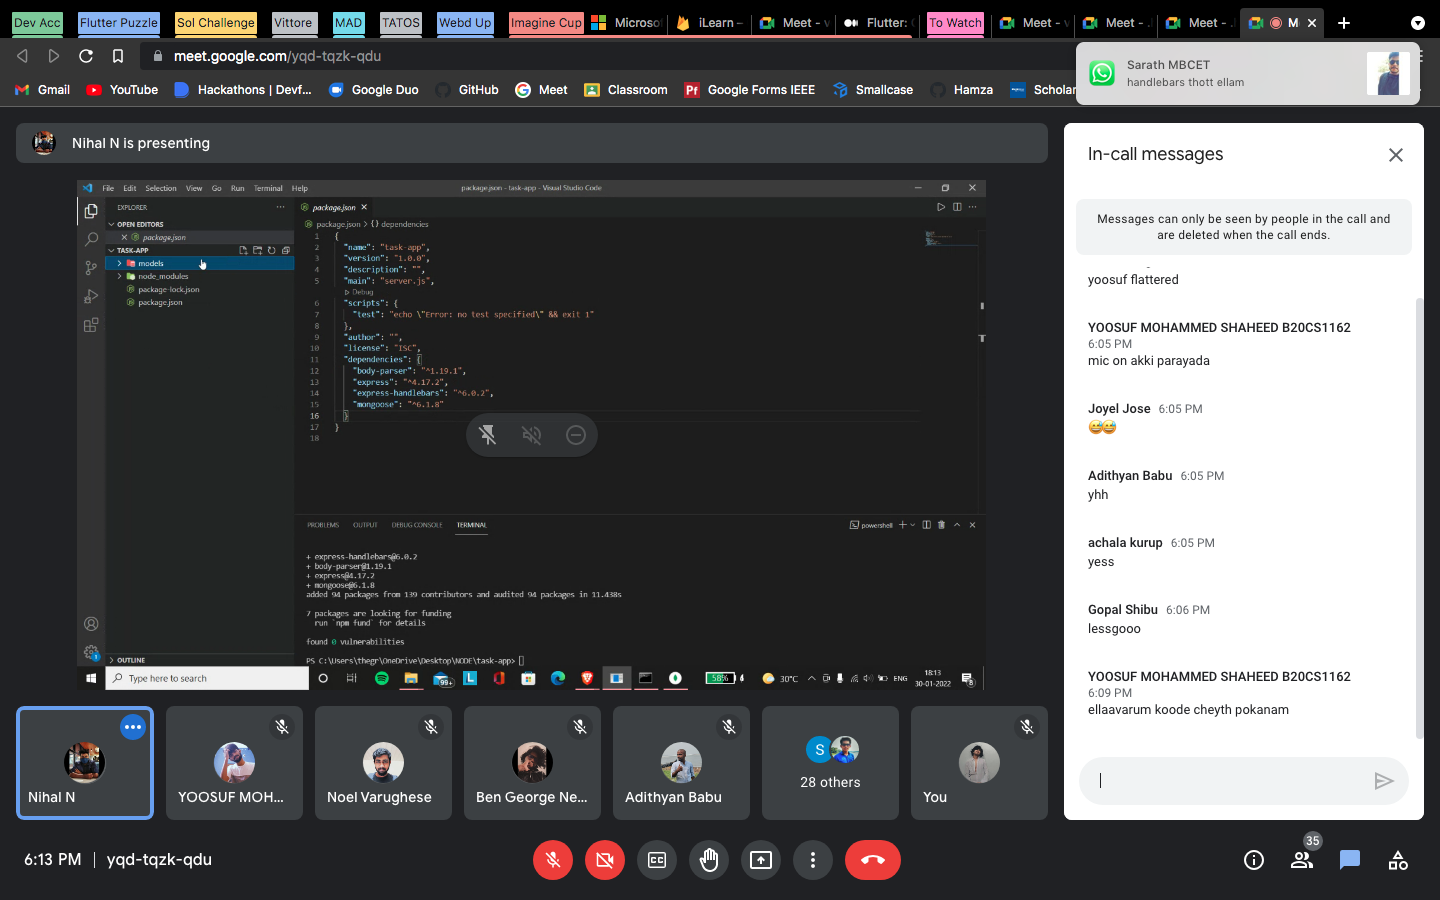 Dev Acc
Flutter Puzzle
Sol Challenge
Vittore
MAD
TATOS
Webd Up
Imagine Cup
Microso
iLearn –
Meet – v
Flutter:
To Watch
Meet – v
Meet –
Meet –
M
meet.google.com/yqd-tqzk-qdu
Gmail
YouTube
Hackathons | Devf...
Google Duo
GitHub
Meet
Classroom
Google Forms IEEE
Smallcase
Hamza
Scholar
Sarath MBCET
handlebars thott ellam
Nihal N is presenting
File Edit Selection View Go Run Terminal Help
package.json - task-app - Visual Studio Code
EXPLORER
OPEN EDITORS
package.json
TASK-APP
models
node_modules
package-lock.json
package.json
OUTLINE
package.json
package.json > {} dependencies
1 {
2 "name": "task-app",
3 "version": "1.0.0",
4 "description": "",
5 "main": "server.js",
Debug
6 "scripts": {
7 "test": "echo \"Error: no test specified\" && exit 1"
8 },
9 "author": "",
10 "license": "ISC",
11 "dependencies": {
12 "body-parser": "^1.19.1",
13 "express": "^4.17.2",
14 "express-handlebars": "^6.0.2",
15 "mongoose": "^6.1.8"
16 }
17 }
18
PROBLEMS OUTPUT DEBUG CONSOLE TERMINAL
powershell
+ express-handlebars@6.0.2
+ body-parser@1.19.1
+ express@4.17.2
+ mongoose@6.1.8
added 94 packages from 139 contributors and audited 94 packages in 11.438s
7 packages are looking for funding
run `npm fund` for details
found 0 vulnerabilities
PS C:\Users\thegr\OneDrive\Desktop\NODE\task-app>
Type here to search
99+
58%
30°C
ENG
18:13
30-01-2022
Nihal N
YOOSUF MOH...
Noel Varughese
Ben George Ne...
Adithyan Babu
S
28 others
You
6:13 PM | yqd-tqzk-qdu
35
In-call messages
Messages can only be seen by people in the call and
are deleted when the call ends.
yoosuf flattered
YOOSUF MOHAMMED SHAHEED B20CS1162
6:05 PM
mic on akki parayada
Joyel Jose 6:05 PM
😅😅
Adithyan Babu 6:05 PM
yhh
achala kurup 6:05 PM
yess
Gopal Shibu 6:06 PM
lessgooo
YOOSUF MOHAMMED SHAHEED B20CS1162
6:09 PM
ellaavarum koode cheyth pokanam